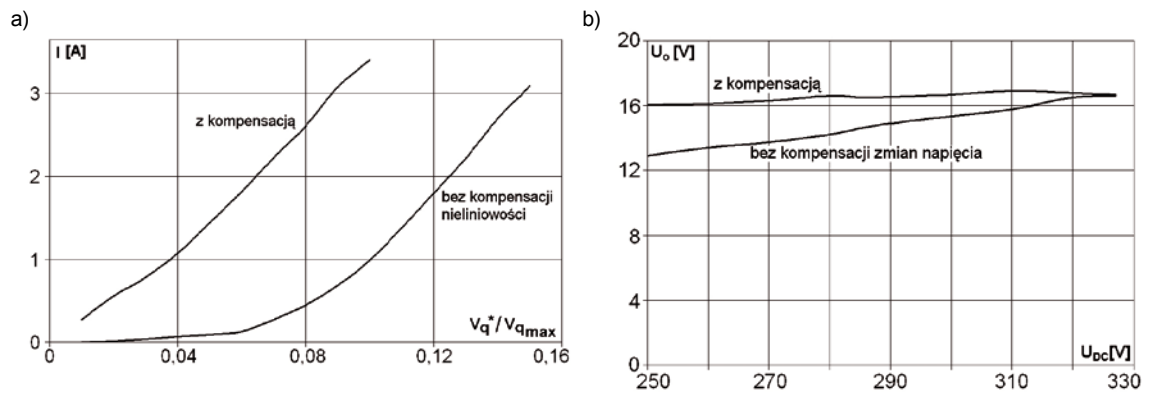 a)
I [A]
3
2
1
0
z kompensacją
bez kompensacji
nieliniowości
Vq*/Vqmax
0
0,04
0,08
0,12
0,16
b)
Uo [V]
20
16
12
8
4
0
z kompensacją
bez kompensacji zmian napięcia
UDC[V]
250
270
290
310
330